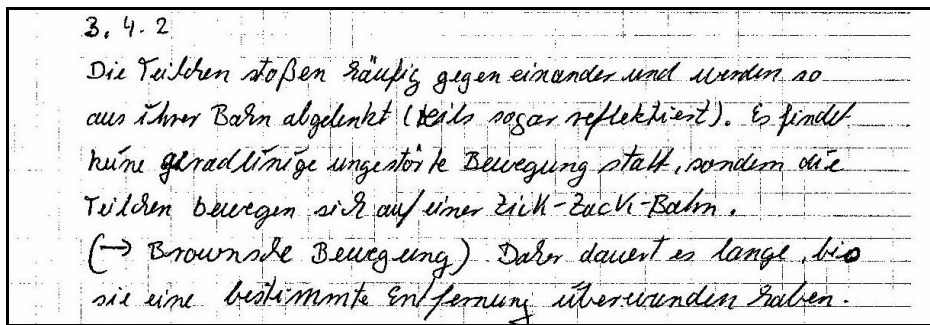 3.4.2
Die Teilchen stoßen häufig gegen einander und werden so
aus ihrer Bahn abgelenkt (teils sogar reflektiert). Es findet
keine geradlinige ungestörte Bewegung statt, sondern die
Teilchen bewegen sich auf einer Zick-Zack-Bahn.
(→ Brownsche Bewegung) Daher dauert es lange, bis
sie eine bestimmte Entfernung überwunden haben.